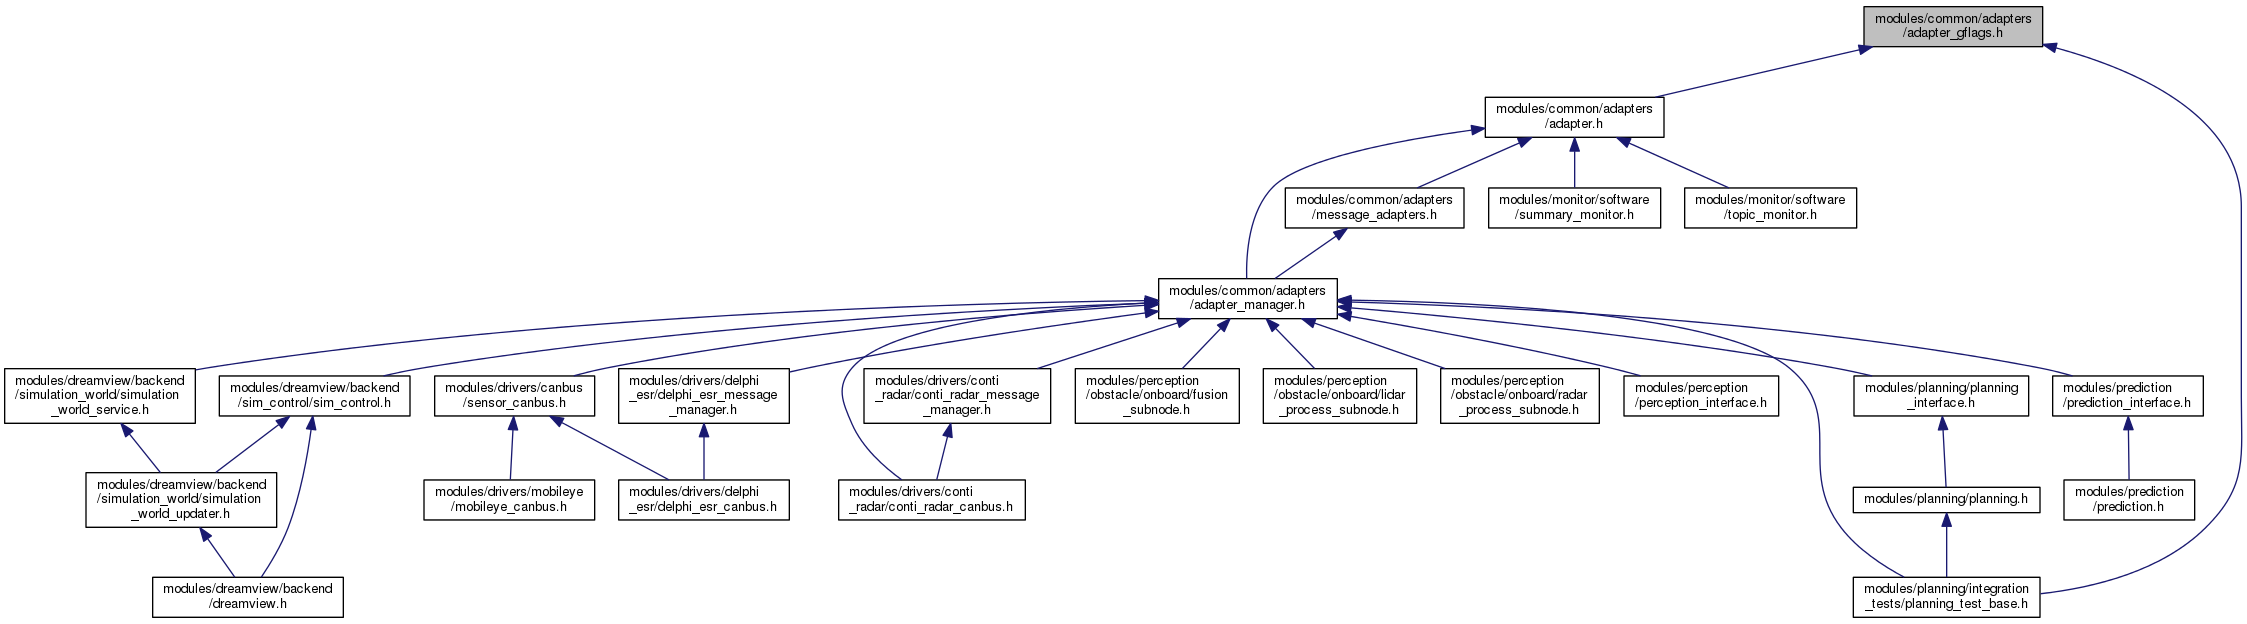 modules/common/adapters
/adapter_gflags.h
modules/common/adapters
/adapter.h
modules/common/adapters
/message_adapters.h
modules/monitor/software
/summary_monitor.h
modules/monitor/software
/topic_monitor.h
modules/common/adapters
/adapter_manager.h
modules/dreamview/backend
/simulation_world/simulation
_world_service.h
modules/dreamview/backend
/sim_control/sim_control.h
modules/drivers/canbus
/sensor_canbus.h
modules/drivers/delphi
_esr/delphi_esr_message
_manager.h
modules/drivers/conti
_radar/conti_radar_message
_manager.h
modules/perception
/obstacle/onboard/fusion
_subnode.h
modules/perception
/obstacle/onboard/lidar
_process_subnode.h
modules/perception
/obstacle/onboard/radar
_process_subnode.h
modules/perception
/perception_interface.h
modules/planning/planning
_interface.h
modules/prediction
/prediction_interface.h
modules/dreamview/backend
/simulation_world/simulation
_world_updater.h
modules/drivers/mobileye
/mobileye_canbus.h
modules/drivers/delphi
_esr/delphi_esr_canbus.h
modules/drivers/conti
_radar/conti_radar_canbus.h
modules/planning/planning.h
modules/prediction
/prediction.h
modules/dreamview/backend
/dreamview.h
modules/planning/integration
_tests/planning_test_base.h